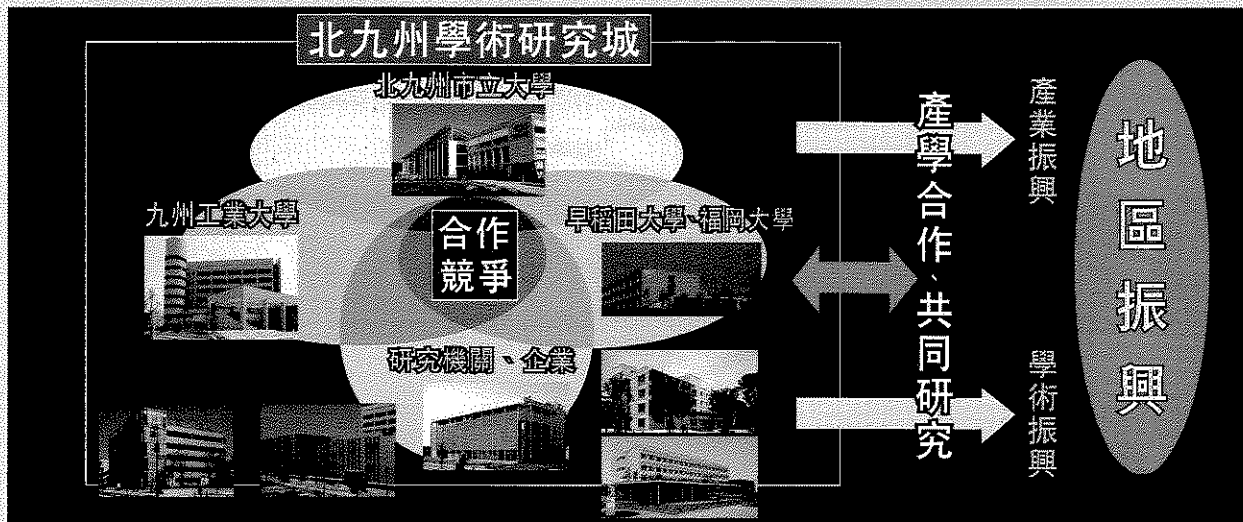 北九州學術研究城
北九州市立大學
九州工業大學
早稻田大學、福岡大學
合作
競爭
研究機關、企業
產學合作、共同研究
產業振興
學術振興
地區振興